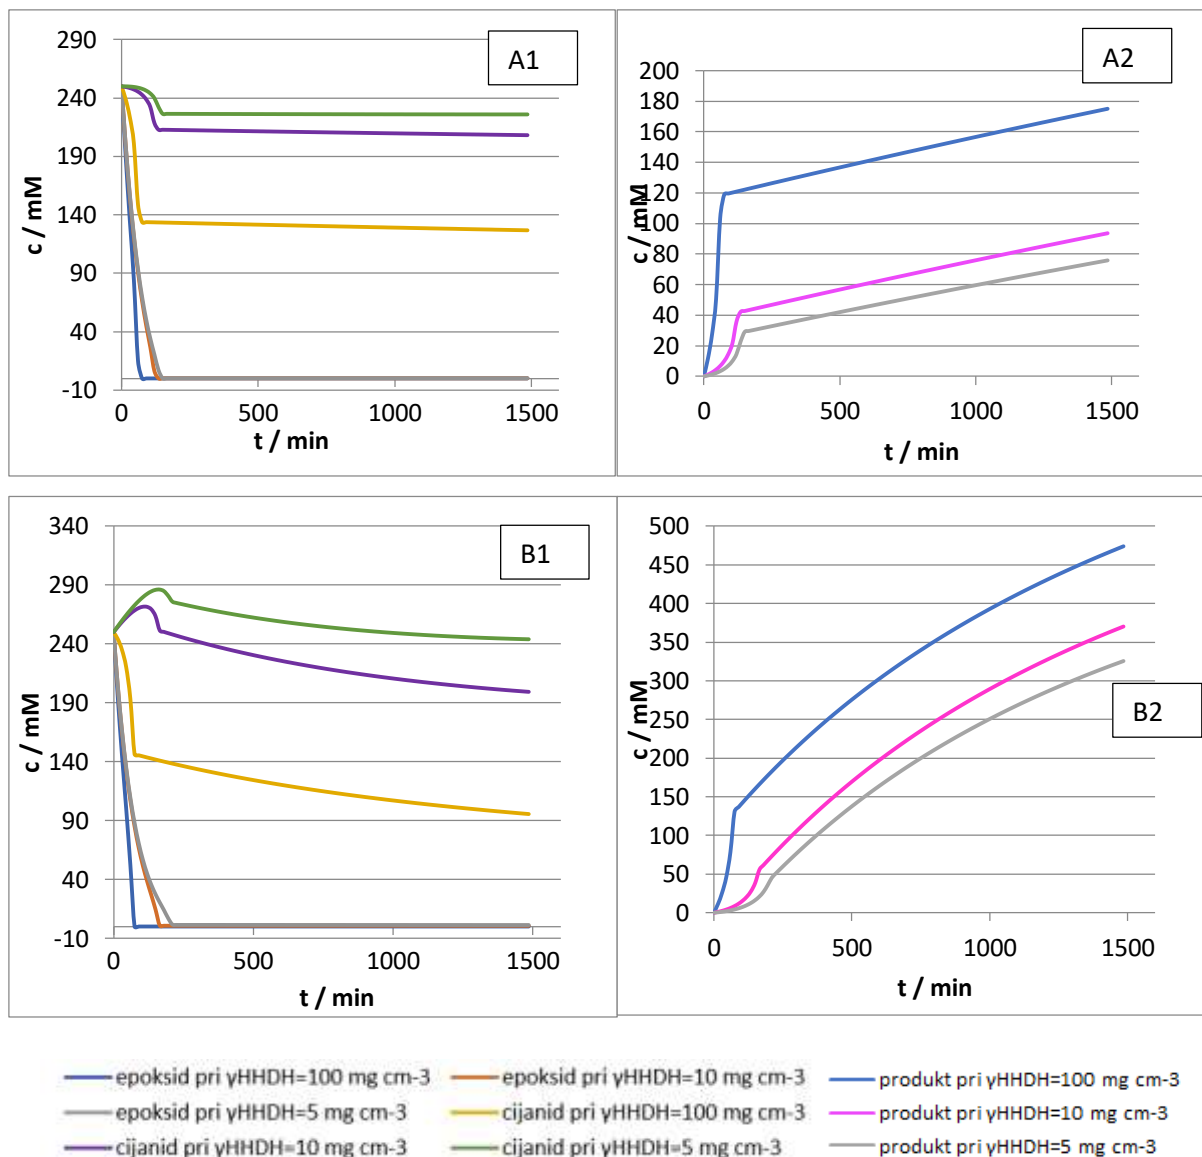 A1
290
240
190
140
90
40
-10
c / mM
0 500 1000 1500
t / min
A2
200
180
160
140
120
100
80
60
40
20
0
c / mM
0 500 1000 1500
t / min
B1
340
290
240
190
140
90
40
-10
c / mM
0 500 1000 1500
t / min
B2
500
450
400
350
300
250
200
150
100
50
0
c / mM
0 500 1000 1500
t / min
epoksid pri γHHDH=100 mg cm-3
epoksid pri γHHDH=10 mg cm-3
produkt pri γHHDH=100 mg cm-3
epoksid pri γHHDH=5 mg cm-3
cijanid pri γHHDH=100 mg cm-3
produkt pri γHHDH=10 mg cm-3
cijanid pri γHHDH=10 mg cm-3
cijanid pri γHHDH=5 mg cm-3
produkt pri γHHDH=5 mg cm-3